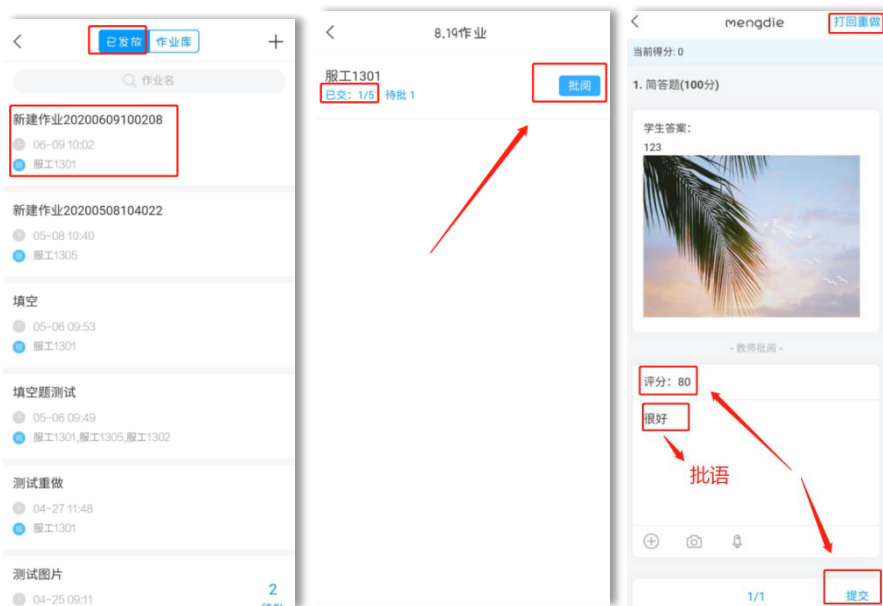 已发放 作业库
作业名
新建作业20200609100208
06-09 10:02
服工1301
新建作业20200508104022
05-08 10:40
服工1305
填空
05-06 09:53
服工1301
填空题测试
05-06 09:49
服工1301,服工1305,服工1302
测试重做
04-27 11:48
服工1301
测试图片
04-25 09:11
2
8.19作业
服工1301
已交：1/5 待批 1
批阅
mengdie
打回重做
当前得分: 0
1. 简答题(100分)
学生答案：
123
- 教师批阅 -
评分：80
很好
批语
1/1
提交